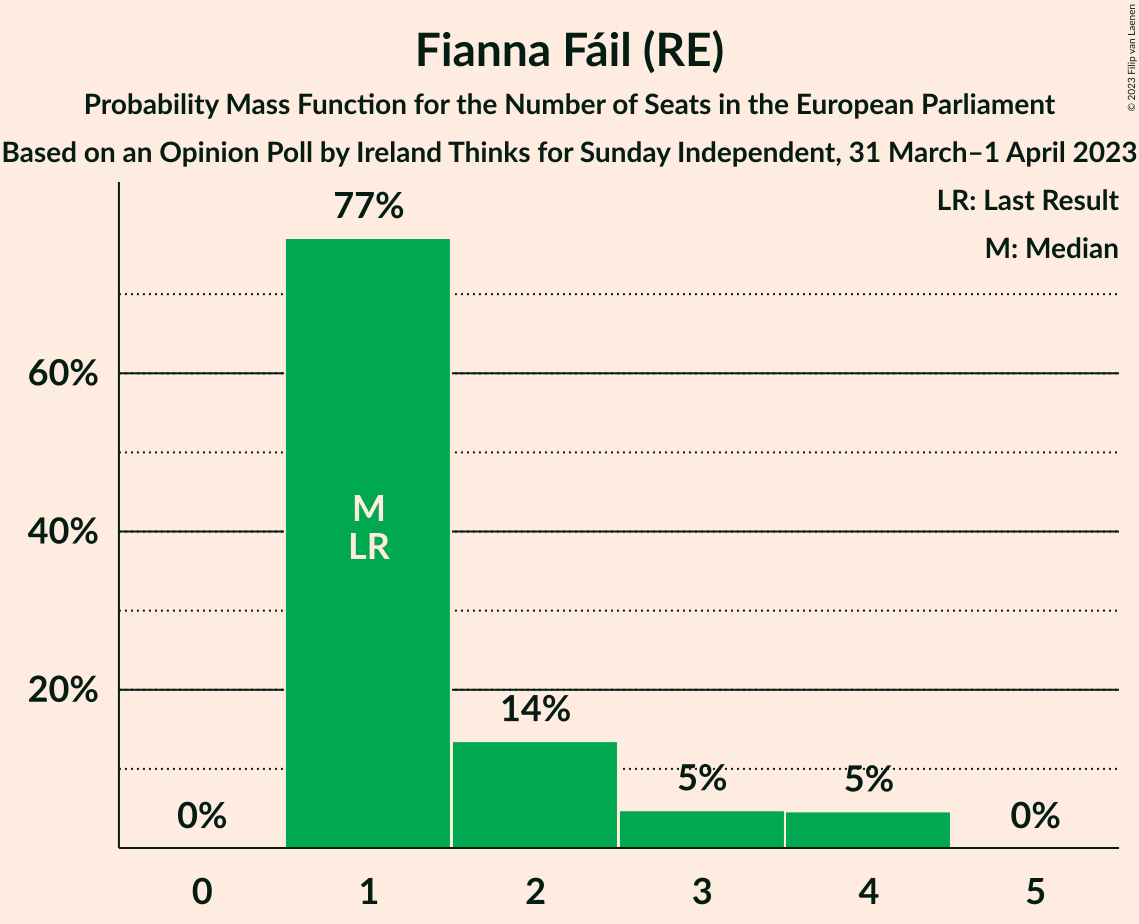 Fianna Fáil (RE)
Probability Mass Function for the Number of Seats in the European Parliament
Based on an Opinion Poll by Ireland Thinks for Sunday Independent, 31 March–1 April 2023
© 2023 Filip van Laenen
LR: Last Result
M: Median
77%
60%
40%
20%
M
LR
14%
5%
5%
0%
0%
0 1 2 3 4 5